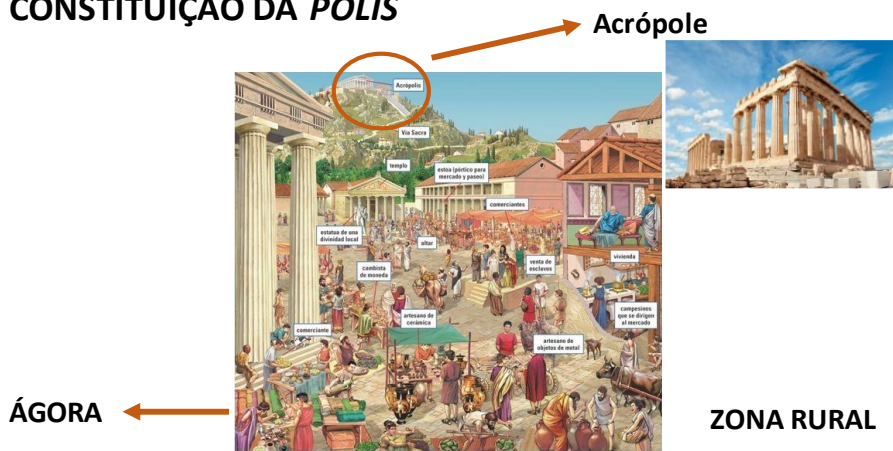 CONSTITUIÇÃO DA POLIS
Acrópole
Acrópolis
Vía Sacra
templo
estoa (pórtico para
mercado y paseo)
comerciantes
estatua de una
divinidad local
altar
cambista
de moneda
venta de
esclavos
vivienda
campesinos
que se dirigen
al mercado
comerciante
artesano de
cerámica
artesano de
objetos de metal
ÁGORA
ZONA RURAL